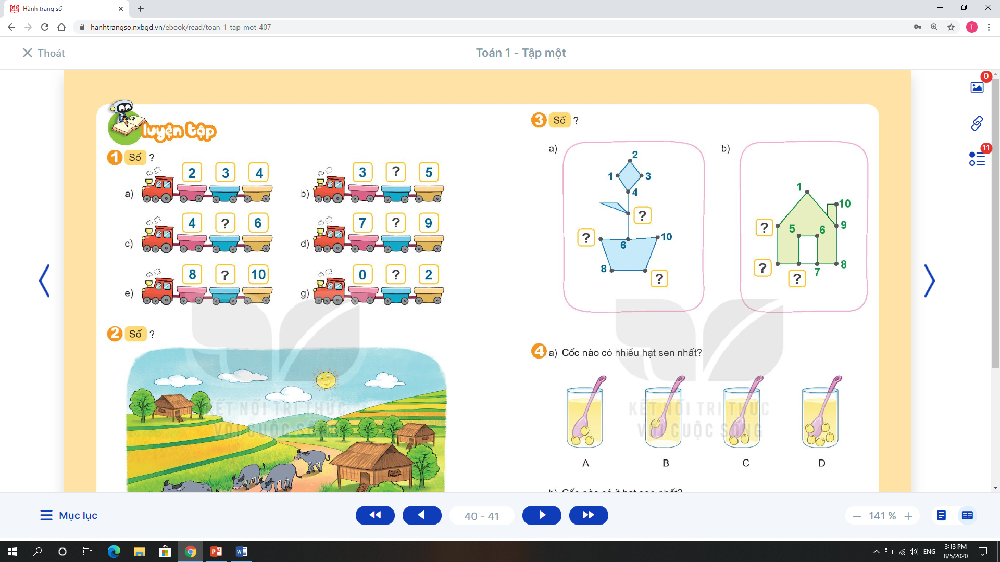 Hành trang số
hanhtrangso.nxbgd.vn/ebook/read/toan-1-tap-mot-407
T
Thoát
Toán 1 - Tập một
0
11
luyện tập
1 Số ?
a) 2 3 4
b) 3 ? 5
c) 4 ? 6
d) 7 ? 9
e) 8 ? 10
g) 0 ? 2
2 Số ?
3 Số ?
a)
2
1
3
4
?
?
6
10
8
?
b)
1
10
?
5
6
9
?
?
7
8
4 a) Cốc nào có nhiều hạt sen nhất?
A B C D
b) Cốc nào có ít hạt sen nhất?
KẾT NỐI TRI THỨC
VỚI CUỘC SỐNG
KẾT NỐI TRI THỨC
VỚI CUỘC SỐNG
Mục lục
40 - 41
141 %
ENG
3:13 PM
8/5/2020